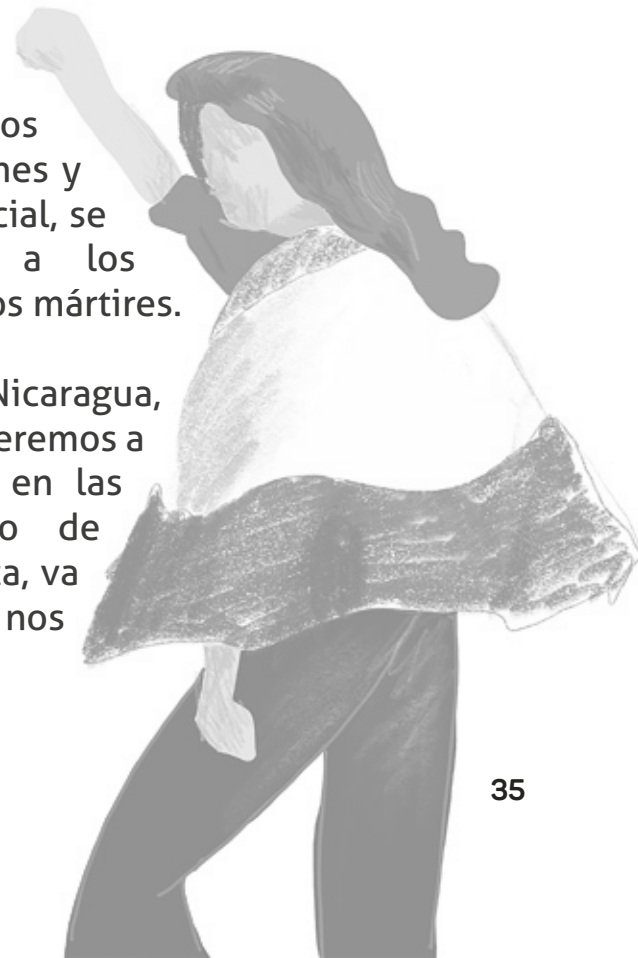 os
nes y
cial, se
a los
os mártires.
Nicaragua,
eremos a
en las
o de
a, va
nos
35